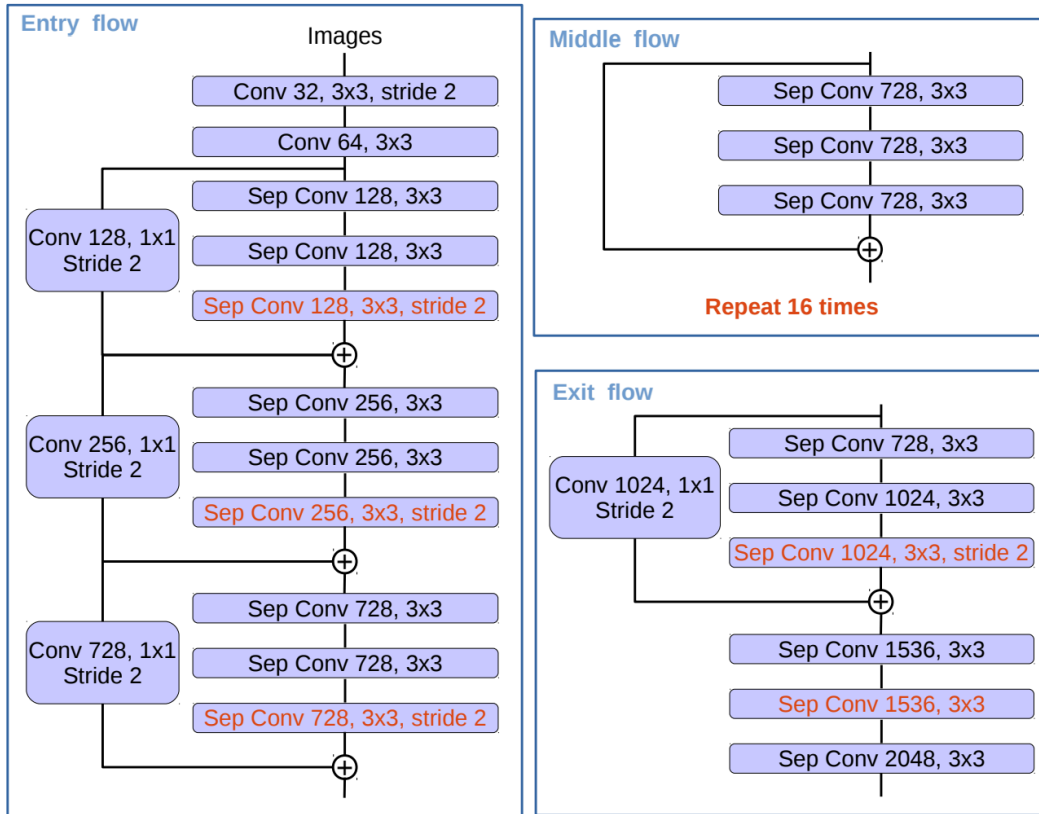 Entry flow
Images
Conv 32, 3x3, stride 2
Conv 64, 3x3
Sep Conv 128, 3x3
Conv 128, 1x1
Stride 2
Sep Conv 128, 3x3
Sep Conv 128, 3x3, stride 2
Sep Conv 256, 3x3
Conv 256, 1x1
Stride 2
Sep Conv 256, 3x3
Sep Conv 256, 3x3, stride 2
Sep Conv 728, 3x3
Conv 728, 1x1
Stride 2
Sep Conv 728, 3x3
Sep Conv 728, 3x3, stride 2
Middle flow
Sep Conv 728, 3x3
Sep Conv 728, 3x3
Sep Conv 728, 3x3
Repeat 16 times
Exit flow
Sep Conv 728, 3x3
Conv 1024, 1x1
Stride 2
Sep Conv 1024, 3x3
Sep Conv 1024, 3x3, stride 2
Sep Conv 1536, 3x3
Sep Conv 1536, 3x3
Sep Conv 2048, 3x3